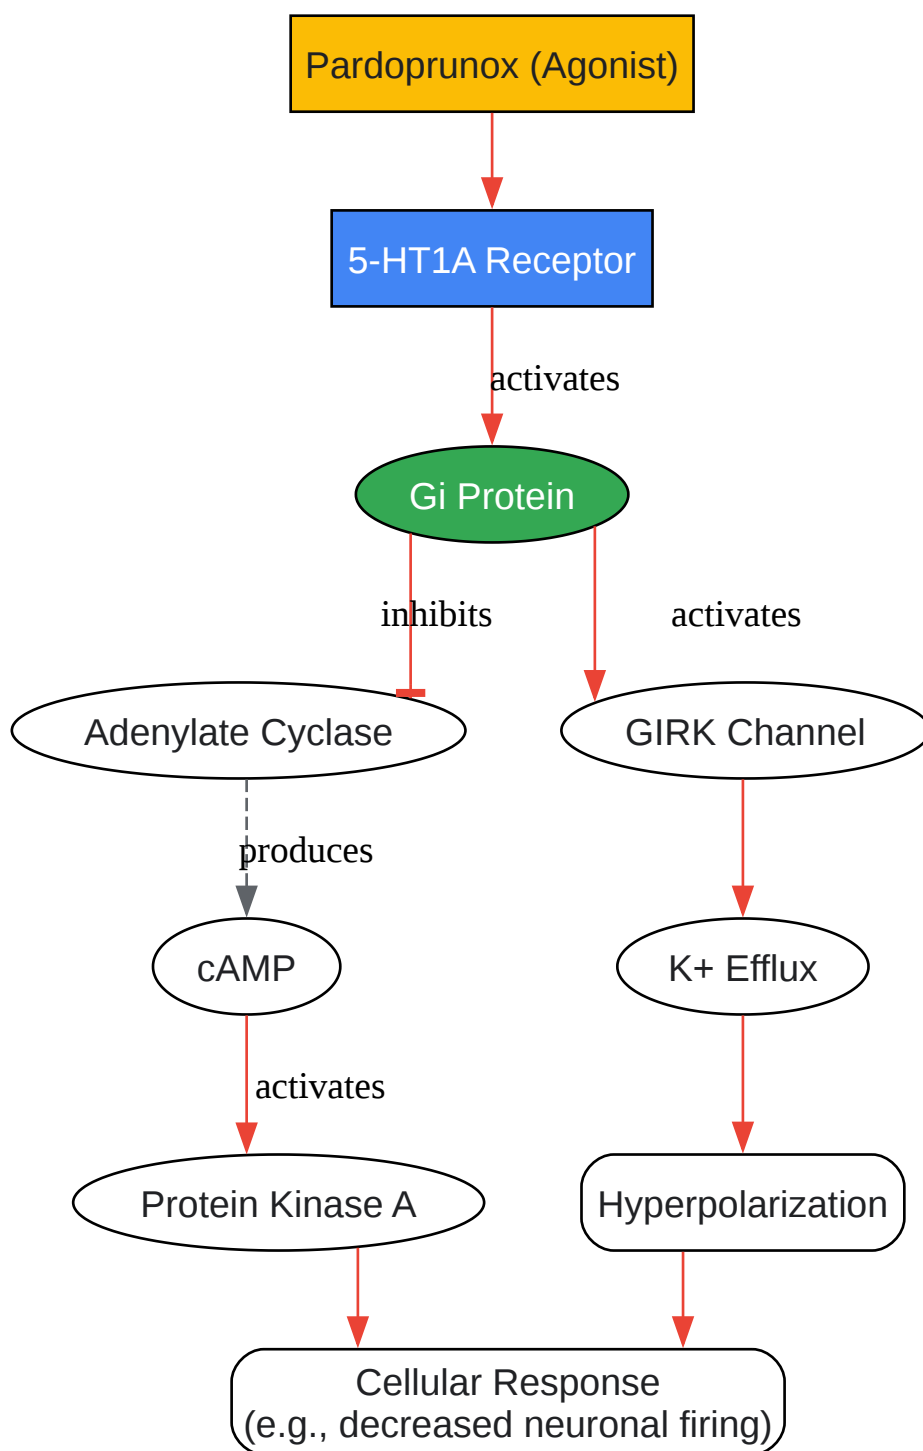 Pardoprunox (Agonist)
5-HT1A Receptor
activates
Gi Protein
inhibits
activates
Adenylate Cyclase
GIRK Channel
produces
cAMP
K+ Efflux
activates
Protein Kinase A
Hyperpolarization
Cellular Response
(e.g., decreased neuronal firing)